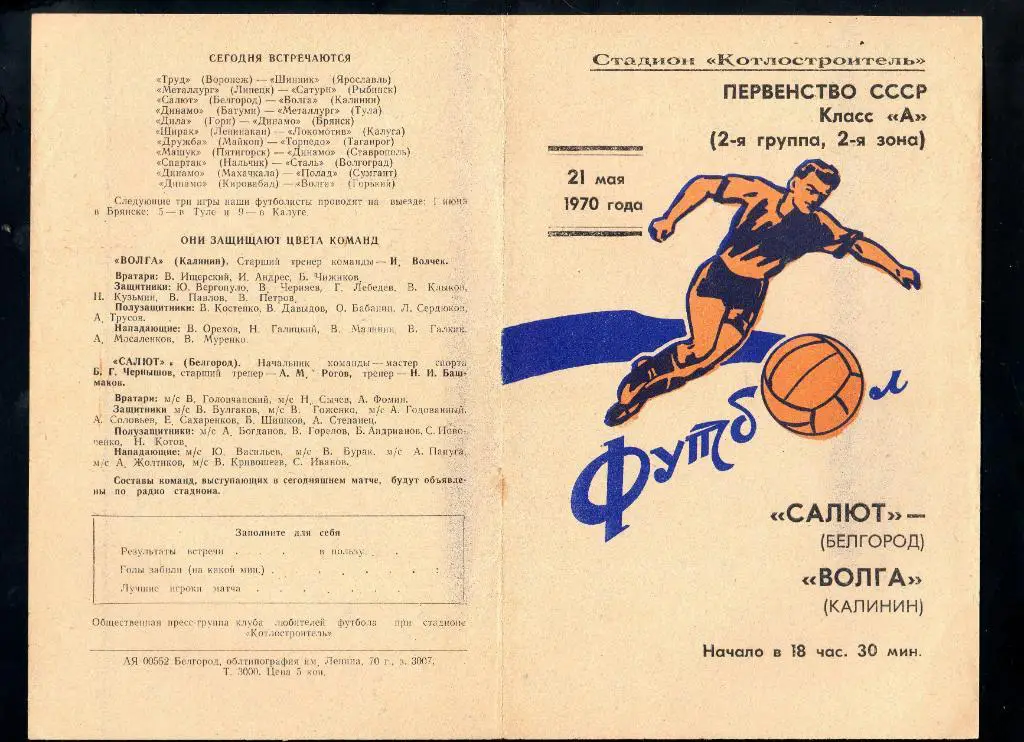 СЕГОДНЯ ВСТРЕЧАЮТСЯ
«Труд» (Воронеж) — «Шинник» (Ярославль)
«Металлург» (Липецк) — «Сатурн» (Рыбинск)
«Салют» (Белгород) — «Волга» (Калинин)
«Динамо» (Батуми) — «Металлург» (Тула)
«Дила» (Гори) — «Динамо» (Брянск)
«Ширак» (Ленинакан) — «Локомотив» (Калуга)
«Дружба» (Майкоп) — «Торпедо» (Таганрог)
«Машук» (Пятигорск) — «Динамо» (Ставрополь)
«Спартак» (Нальчик) — «Сталь» (Волгоград)
«Динамо» (Махачкала) — «Полад» (Сумгаит)
«Динамо» (Кировабад) — «Волга» (Горький)
Следующие три игры наши футболисты проводят на выезде: 1 июня
в Брянске; 5—в Туле и 9—в Калуге.
ОНИ ЗАЩИЩАЮТ ЦВЕТА КОМАНД
«ВОЛГА» (Калинин). Старший тренер команды—И. Волчек.
Вратари: В. Ищерский, И. Андрес, Б. Чижиков.
Защитники: Ю. Вергопуло, В. Черняев, Г. Лебедев, В. Клыков,
Н. Кузьмин, В. Павлов, В. Петров.
Полузащитники: В. Костенко, В. Давыдов, О. Бабанин, Л. Сердюков,
А. Трусов.
Нападающие: В. Орехов, Н. Галицкий, В. Малинин, В. Галкин,
А. Мосаленков, В. Муренко.
«САЛЮТ», (Белгород). Начальник команды—мастер спорта
Б. Г. Чернышов, старший тренер—А. М. Рогов, тренер—Н. И. Баш-
маков.
Вратари: м/с В. Головчанский, м/с Н. Сычев, А. Фомин.
Защитники м/с В. Булгаков, м/с В. Гоженко, м/с А. Годованный,
А. Соловьев, Е. Сахаренков, Б. Шишков, А. Степанец.
Полузащитники: м/с А. Богданов, В. Горелов, Б. Андрианов, С. Ново-
ченко, Н. Котов.
Нападающие: м/с Ю. Васильев, м/с В. Бурак, м/с А. Пануга,
м/с А. Жолтиков, м/с В. Кривошеев, С. Иванов.
Составы команд, выступающих в сегодняшнем матче, будут объявле-
ны по радио стадиона.
Заполните для себя
Результаты встречи . . . . в пользу . .
Голы забили (на какой мин.) . . . . . . :
Лучшие игроки матча . . . . . . .
Общественная пресс-группа клуба любителей футбола при стадионе
«Котлостроитель»
АЯ 00552 Белгород, облтипография им. Ленина, 70 г., з. 3007,
Т. 3000. Цена 5 коп.
Стадион «Котлостроитель»
ПЕРВЕНСТВО СССР
Класс «А»
(2-я группа, 2-я зона)
21 мая
1970 года
Футбол
«САЛЮТ»—
(БЕЛГОРОД)
«ВОЛГА»
(КАЛИНИН)
Начало в 18 час. 30 мин.